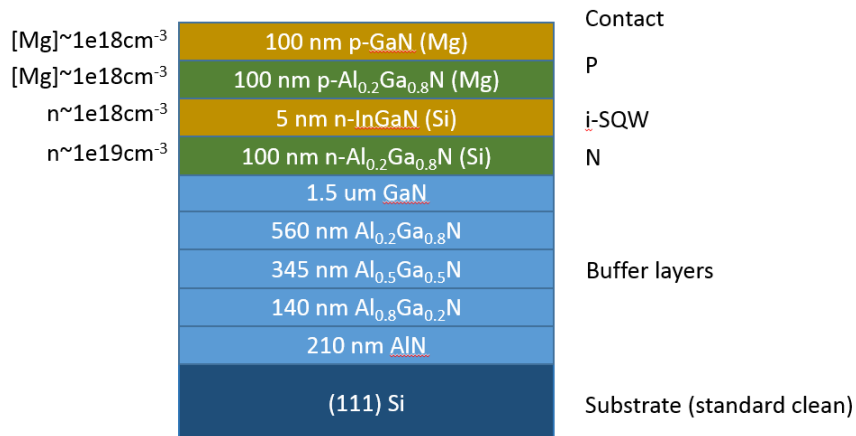 Contact
[Mg]~1e18cm⁻³ 100 nm p-GaN (Mg)
P
[Mg]~1e18cm⁻³ 100 nm p-Al₀.₂Ga₀.₈N (Mg)
n~1e18cm⁻³ 5 nm n-InGaN (Si) i-SQW
n~1e19cm⁻³ 100 nm n-Al₀.₂Ga₀.₈N (Si) N
1.5 um GaN
560 nm Al₀.₂Ga₀.₈N
345 nm Al₀.₅Ga₀.₅N Buffer layers
140 nm Al₀.₈Ga₀.₂N
210 nm AlN
(111) Si Substrate (standard clean)